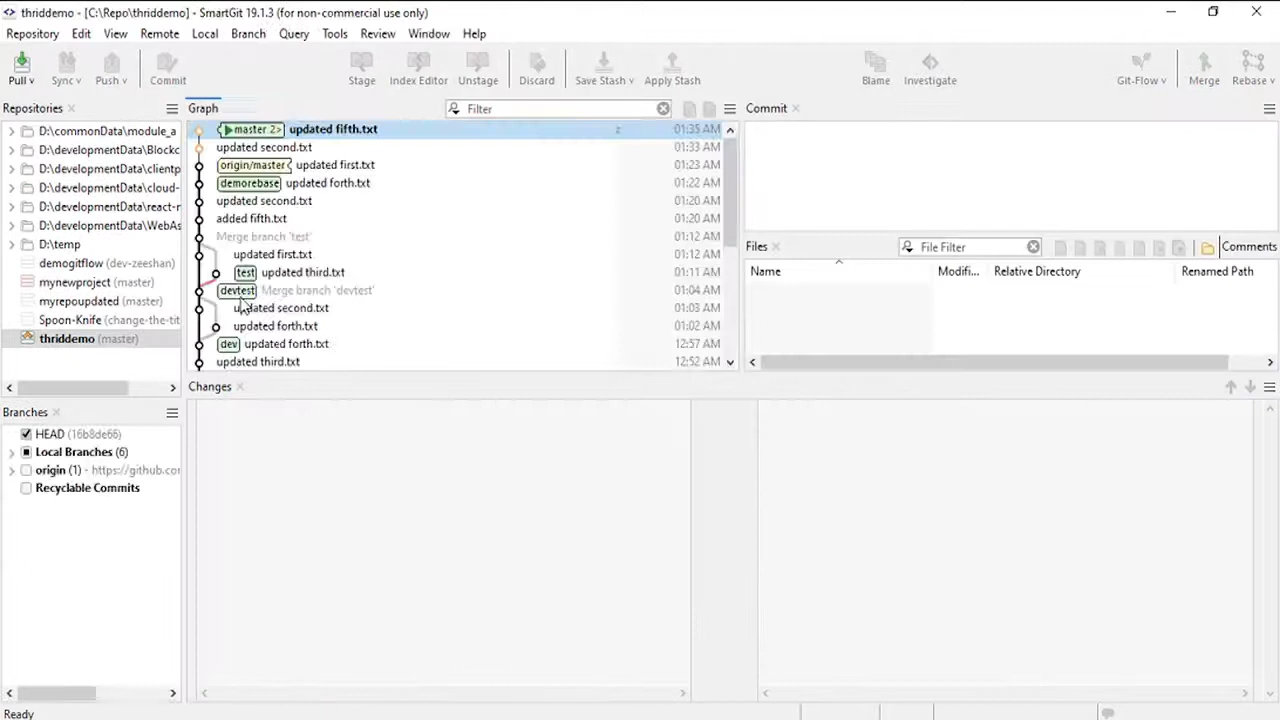 thriddemo - [C:\Repo\thriddemo] - SmartGit 19.1.3 (for non-commercial use only)
Repository Edit View Remote Local Branch Query Tools Review Window Help
Pull Sync Push Commit Stage Index Editor Unstage Discard Save Stash Apply Stash Blame Investigate Git-Flow Merge Rebase
Repositories
D:\commonData\module_a
D:\developmentData\Blockc
D:\developmentData\clientp
D:\developmentData\cloud-
D:\developmentData\react-r
D:\developmentData\WebAs
D:\temp
demogitflow (dev-zeeshan)
mynewproject (master)
myrepoupdated (master)
Spoon-Knife (change-the-tit
thriddemo (master)
Branches
HEAD (16b8de66)
Local Branches (6)
origin (1) - https://github.cor
Recyclable Commits
Graph
Filter
master 2> updated fifth.txt z 01:35 AM
updated second.txt 01:33 AM
origin/master updated first.txt 01:23 AM
demorebase updated forth.txt 01:22 AM
updated second.txt 01:20 AM
added fifth.txt 01:20 AM
Merge branch 'test' 01:12 AM
updated first.txt 01:12 AM
test updated third.txt 01:11 AM
devtest Merge branch 'devtest' 01:04 AM
updated second.txt 01:03 AM
updated forth.txt 01:02 AM
dev updated forth.txt 12:57 AM
updated third.txt 12:52 AM
Commit
Files
File Filter
Comments
Name Modifi... Relative Directory Renamed Path
Changes
Ready